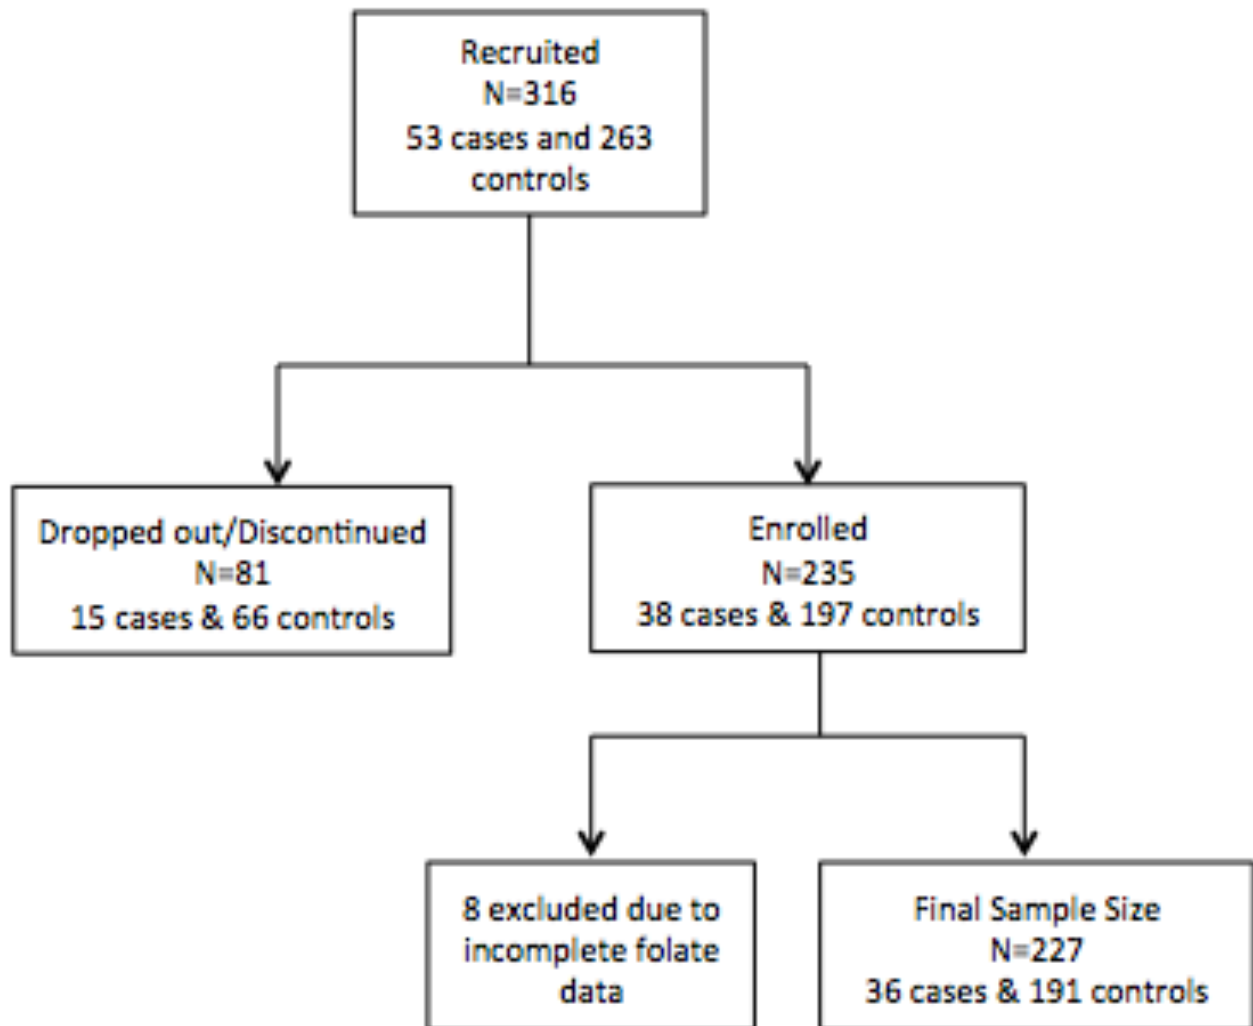 Recruited
N=316
53 cases and 263
controls
Dropped out/Discontinued
N=81
15 cases & 66 controls
Enrolled
N=235
38 cases & 197 controls
8 excluded due to
incomplete folate
data
Final Sample Size
N=227
36 cases & 191 controls